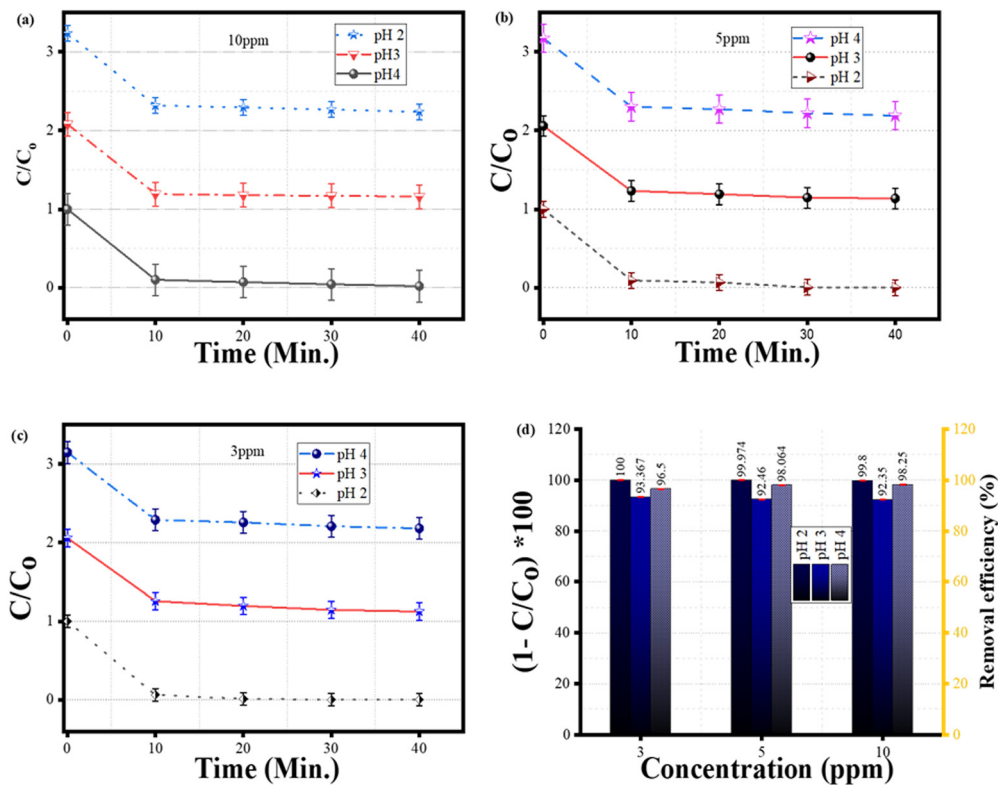 (a)
10ppm
pH 2
pH3
pH4
C/Co
3
2
1
0
0 10 20 30 40
Time (Min.)
(b)
5ppm
pH 4
pH 3
pH 2
C/Co
3
2
1
0
0 10 20 30 40
Time (Min.)
(c)
3ppm
pH 4
pH 3
pH 2
C/Co
3
2
1
0
0 10 20 30 40
Time (Min.)
(d)
(1- C/Co) *100
120
100
80
60
40
20
0
100 93.367 96.5
99.974 92.46 98.064
99.8 92.35 98.25
pH 2
pH 3
pH 4
3 5 10
Concentration (ppm)
120
100
80
60
40
20
0
Removal efficiency (%)